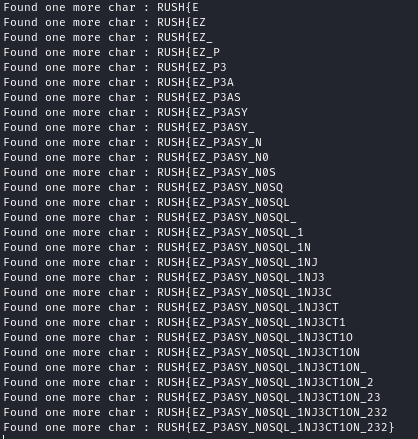 Found one more char : RUSH{E
Found one more char : RUSH{EZ
Found one more char : RUSH{EZ_
Found one more char : RUSH{EZ_P
Found one more char : RUSH{EZ_P3
Found one more char : RUSH{EZ_P3A
Found one more char : RUSH{EZ_P3AS
Found one more char : RUSH{EZ_P3ASY
Found one more char : RUSH{EZ_P3ASY_
Found one more char : RUSH{EZ_P3ASY_N
Found one more char : RUSH{EZ_P3ASY_N0
Found one more char : RUSH{EZ_P3ASY_N0S
Found one more char : RUSH{EZ_P3ASY_N0SQ
Found one more char : RUSH{EZ_P3ASY_N0SQL
Found one more char : RUSH{EZ_P3ASY_N0SQL_
Found one more char : RUSH{EZ_P3ASY_N0SQL_1
Found one more char : RUSH{EZ_P3ASY_N0SQL_1N
Found one more char : RUSH{EZ_P3ASY_N0SQL_1NJ
Found one more char : RUSH{EZ_P3ASY_N0SQL_1NJ3
Found one more char : RUSH{EZ_P3ASY_N0SQL_1NJ3C
Found one more char : RUSH{EZ_P3ASY_N0SQL_1NJ3CT
Found one more char : RUSH{EZ_P3ASY_N0SQL_1NJ3CT1
Found one more char : RUSH{EZ_P3ASY_N0SQL_1NJ3CT1O
Found one more char : RUSH{EZ_P3ASY_N0SQL_1NJ3CT1ON
Found one more char : RUSH{EZ_P3ASY_N0SQL_1NJ3CT1ON_
Found one more char : RUSH{EZ_P3ASY_N0SQL_1NJ3CT1ON_2
Found one more char : RUSH{EZ_P3ASY_N0SQL_1NJ3CT1ON_23
Found one more char : RUSH{EZ_P3ASY_N0SQL_1NJ3CT1ON_232
Found one more char : RUSH{EZ_P3ASY_N0SQL_1NJ3CT1ON_232}